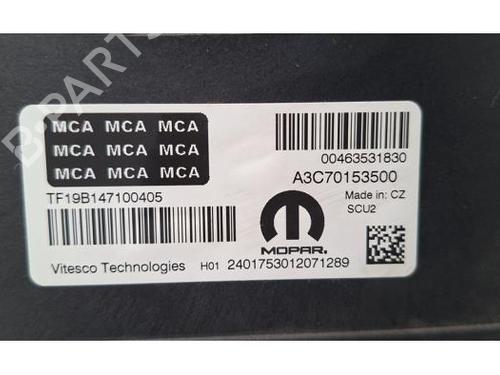 MCA MCA MCA
MCA MCA MCA
MCA MCA MCA
TF19B147100405
00463531830
A3C70153500
Made in: CZ
SCU2
MOPAR.
Vitesco Technologies H01 2401753012071289
B-PARTS